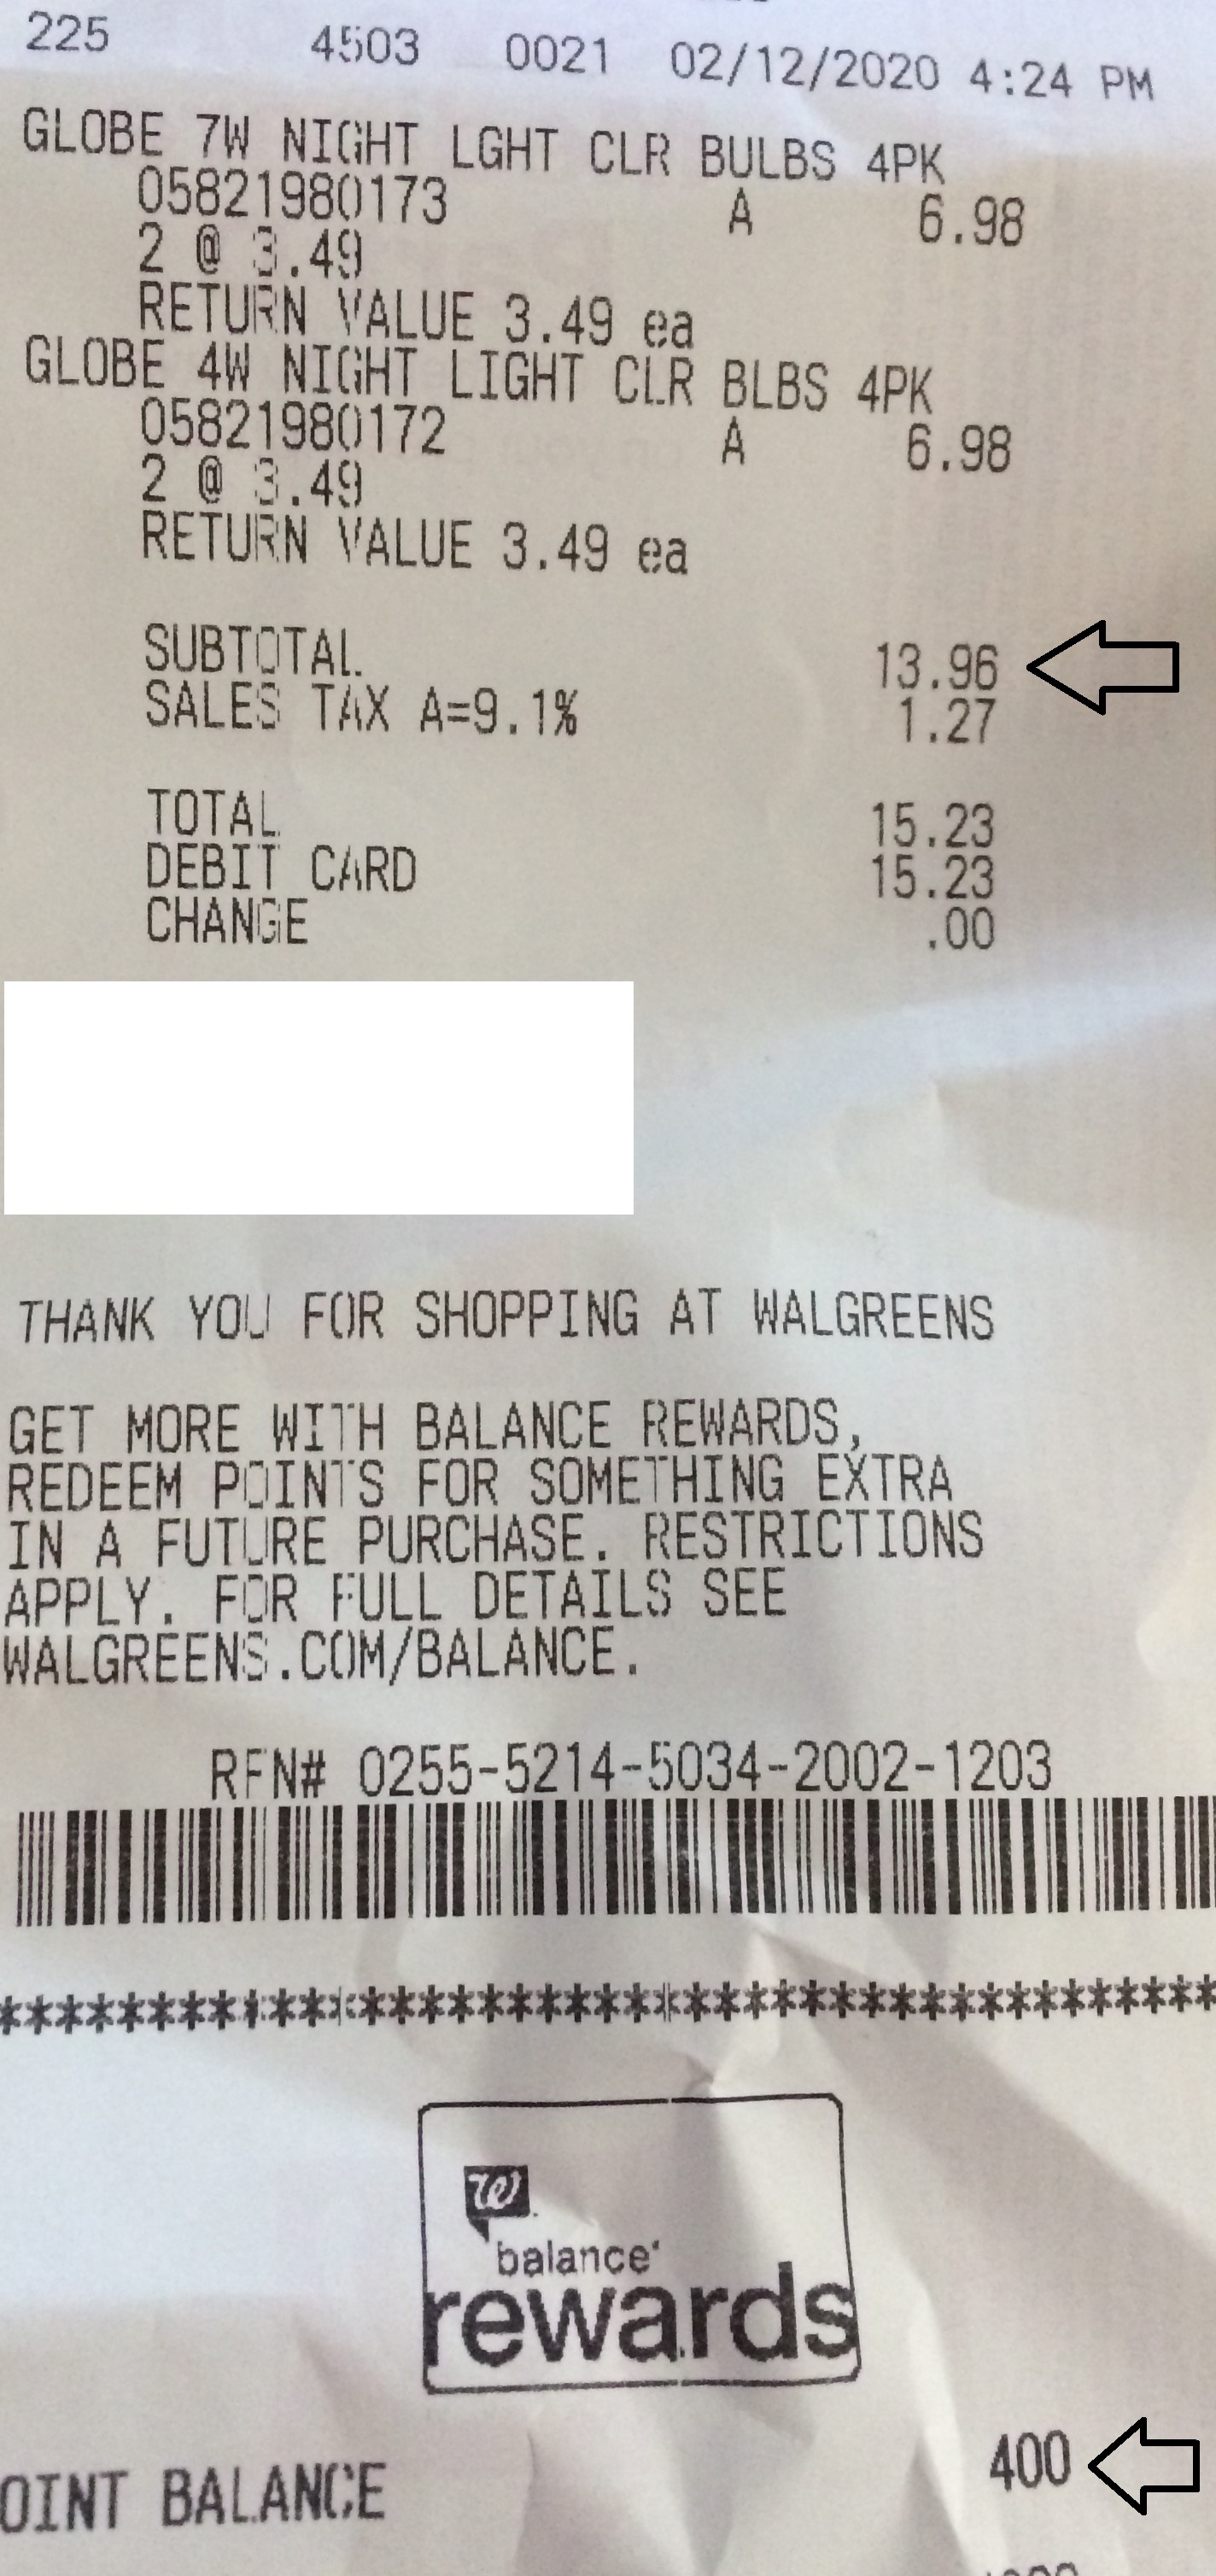 225 4503 0021 02/12/2020 4:24 PM
GLOBE 7W NIGHT LGHT CLR BULBS 4PK
05821980173 A 6.98
2 @ 3.49
RETURN VALUE 3.49 ea
GLOBE 4W NIGHT LIGHT CLR BLBS 4PK
05821980172 A 6.98
2 @ 3.49
RETURN VALUE 3.49 ea
SUBTOTAL 13.96
SALES TAX A=9.1% 1.27
TOTAL 15.23
DEBIT CARD 15.23
CHANGE .00
THANK YOU FOR SHOPPING AT WALGREENS
GET MORE WITH BALANCE REWARDS,
REDEEM POINTS FOR SOMETHING EXTRA
IN A FUTURE PURCHASE. RESTRICTIONS
APPLY. FOR FULL DETAILS SEE
WALGREENS.COM/BALANCE.
RFN# 0255-5214-5034-2002-1203
****************************************
W
balance
rewards
OINT BALANCE 400